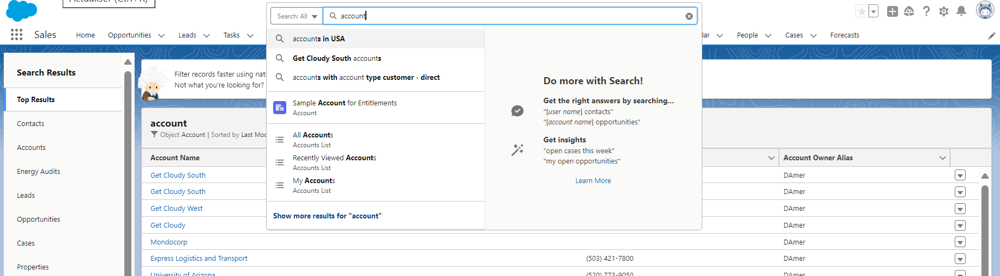 Actualiser (Ctrl+R)
Search: All
account
Sales
Home
Opportunities
Leads
Tasks
People
Cases
Forecasts
accounts in USA
Get Cloudy South accounts
accounts with account type customer - direct
Sample Account for Entitlements
Account
All Accounts
Accounts List
Recently Viewed Accounts
Accounts List
My Accounts
Accounts List
Show more results for "account"
Do more with Search!
Get the right answers by searching...
"[user name] contacts"
"[account name] opportunities"
Get insights
"open cases this week"
"my open opportunities"
Learn More
Search Results
Top Results
Contacts
Accounts
Energy Audits
Leads
Opportunities
Cases
Properties
Filter records faster using
Not what you're looking for?
account
Object Account | Sorted by Last
Account Name
Account Owner Alias
Get Cloudy South
DAmer
Get Cloudy South
DAmer
Get Cloudy West
DAmer
Get Cloudy
DAmer
Mondocorp
DAmer
Express Logistics and Transport
(503) 421-7800
DAmer
University of Arizona
(520) 773-9050
DAmer